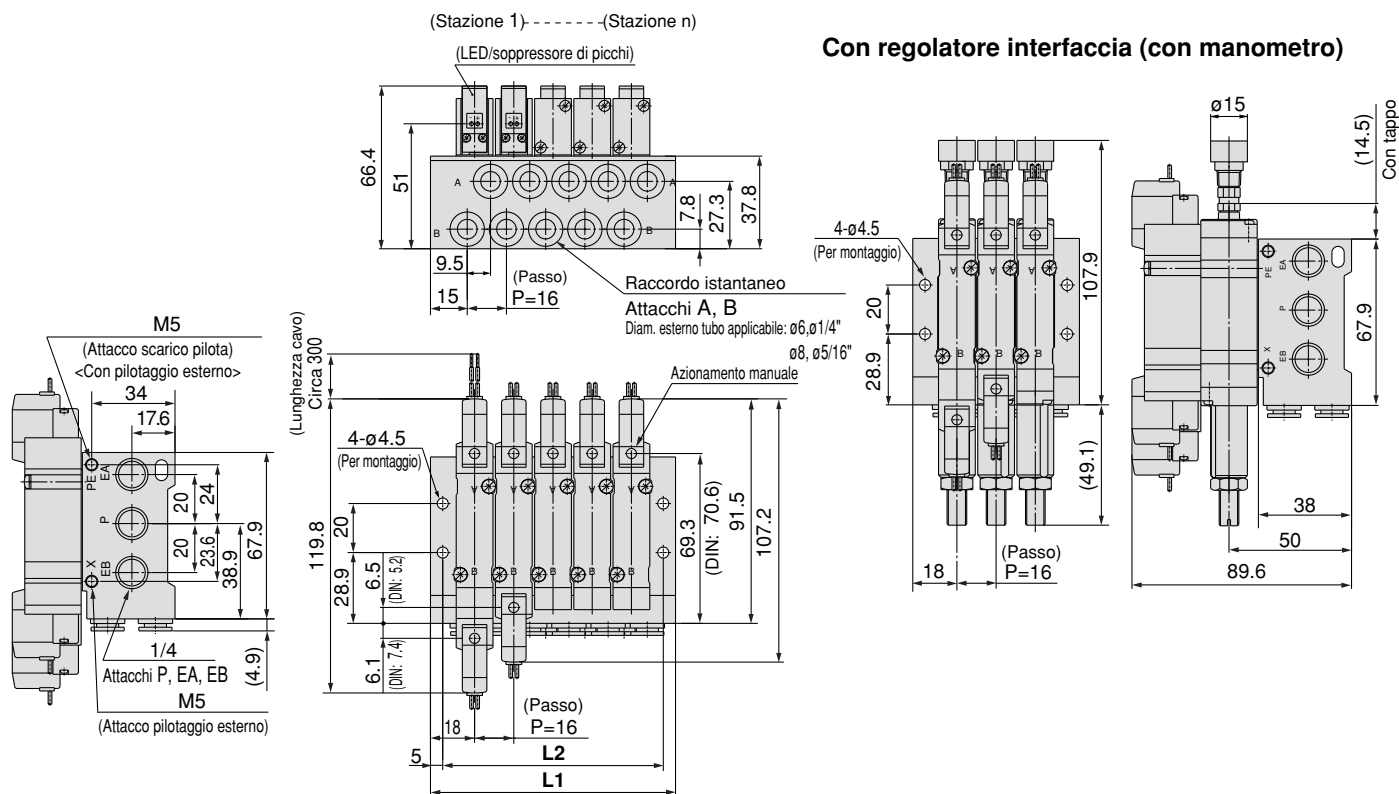 (Stazione 1) - - - - - - - - (Stazione n)
(LED/soppressore di picchi)
Con regolatore interfaccia (con manometro)
66.4
51
A
A
B
B
7.8
27.3
37.8
9.5
15
(Passo)
P=16
Raccordo istantaneo
Attacchi A, B
Diam. esterno tubo applicabile: ø6,ø1/4"
ø8, ø5/16"
M5
(Attacco scarico pilota)
<Con pilotaggio esterno>
34
17.6
PE
EA
P
X
EB
20
24
20
23.6
38.9
67.9
(4.9)
1/4
Attacchi P, EA, EB
M5
(Attacco pilotaggio esterno)
(Lunghezza cavo)
Circa 300
Azionamento manuale
4-ø4.5
(Per montaggio)
119.8
20
28.9
6.5
(DIN: 5.2)
6.1
(DIN: 7.4)
A
A
A
A
A
B
B
B
B
B
69.3
(DIN: 70.6)
91.5
107.2
18
(Passo)
P=16
5
L2
L1
4-ø4.5
(Per montaggio)
20
28.9
A
A
A
B
B
B
107.9
(49.1)
18
(Passo)
P=16
ø15
(14.5)
Con tappo
PE
EA
P
X
EB
67.9
38
50
89.6